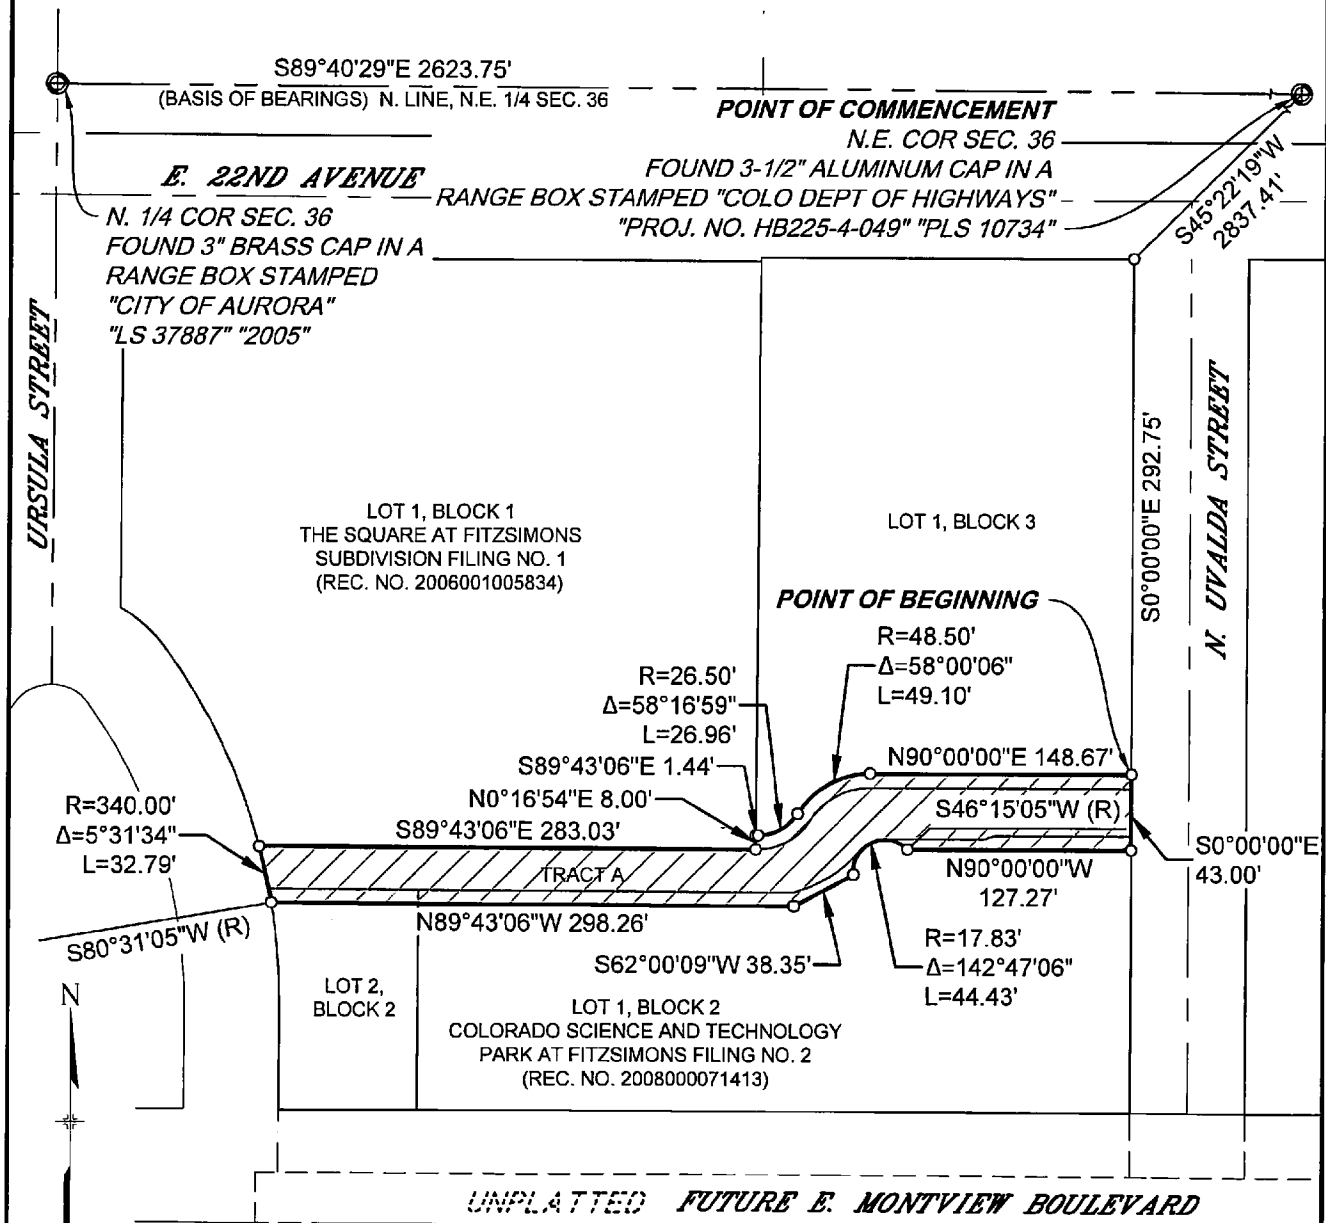 S89°40'29"E 2623.75'
(BASIS OF BEARINGS) N. LINE, N.E. 1/4 SEC. 36
POINT OF COMMENCEMENT
N.E. COR SEC. 36
FOUND 3-1/2" ALUMINUM CAP IN A
RANGE BOX STAMPED "COLO DEPT OF HIGHWAYS"
"PROJ. NO. HB225-4-049" "PLS 10734"
S45°22'19"W
2837.41'
E. 22ND AVENUE
N. 1/4 COR SEC. 36
FOUND 3" BRASS CAP IN A
RANGE BOX STAMPED
"CITY OF AURORA"
"LS 37887" "2005"
URSULA STREET
N. UVALDA STREET
S0°00'00"E 292.75'
LOT 1, BLOCK 1
THE SQUARE AT FITZSIMONS
SUBDIVISION FILING NO. 1
(REC. NO. 2006001005834)
LOT 1, BLOCK 3
POINT OF BEGINNING
R=48.50'
Δ=58°00'06"
L=49.10'
R=26.50'
Δ=58°16'59"
L=26.96'
S89°43'06"E 1.44'
N0°16'54"E 8.00'
S89°43'06"E 283.03'
N90°00'00"E 148.67'
S46°15'05"W (R)
R=340.00'
Δ=5°31'34"
L=32.79'
TRACT A
S0°00'00"E
43.00'
N90°00'00"W
127.27'
N89°43'06"W 298.26'
S80°31'05"W (R)
S62°00'09"W 38.35'
R=17.83'
Δ=142°47'06"
L=44.43'
N
LOT 2,
BLOCK 2
LOT 1, BLOCK 2
COLORADO SCIENCE AND TECHNOLOGY
PARK AT FITZSIMONS FILING NO. 2
(REC. NO. 2008000071413)
UNPLATTED FUTURE E. MONTVIEW BOULEVARD